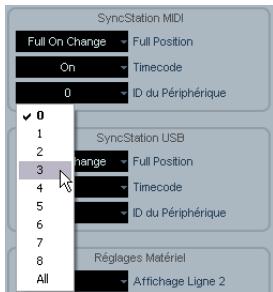 SyncStation MIDI
Full On Change Full Position
On Timecode
0 ID du Périphérique
✓ 0
1
2
3
4
5
6
7
8
All
SyncStation USB
hange Full Position
Timecode
ID du Périphérique
Réglages Matériel
Affichage Ligne 2